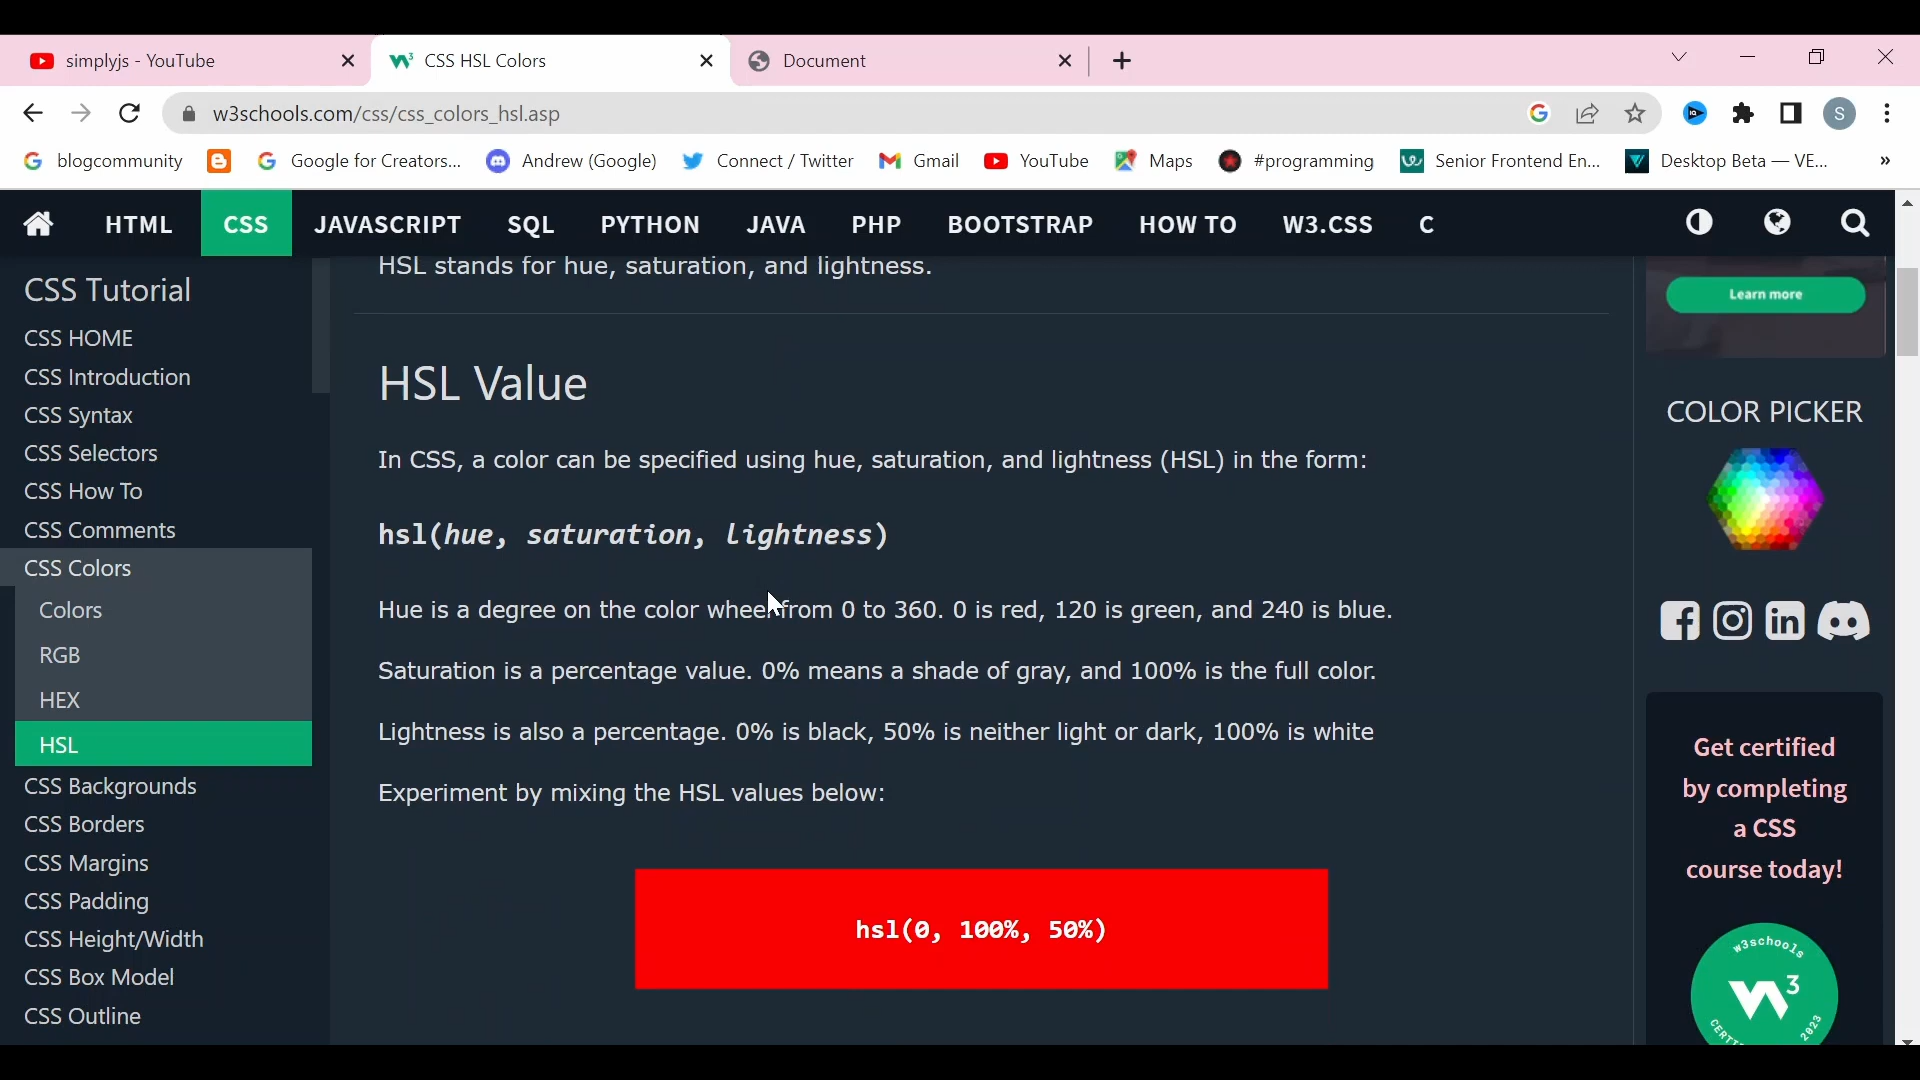 simplyjs - YouTube
CSS HSL Colors
Document
w3schools.com/css/css_colors_hsl.asp
S
blogcommunity
Google for Creators...
Andrew (Google)
Connect / Twitter
Gmail
YouTube
Maps
#programming
Senior Frontend En...
Desktop Beta — VE...
»
HTML
CSS
JAVASCRIPT
SQL
PYTHON
JAVA
PHP
BOOTSTRAP
HOW TO
W3.CSS
C
CSS Tutorial
CSS HOME
CSS Introduction
CSS Syntax
CSS Selectors
CSS How To
CSS Comments
CSS Colors
Colors
RGB
HEX
HSL
CSS Backgrounds
CSS Borders
CSS Margins
CSS Padding
CSS Height/Width
CSS Box Model
CSS Outline
HSL stands for hue, saturation, and lightness.
HSL Value
In CSS, a color can be specified using hue, saturation, and lightness (HSL) in the form:
hsl(hue, saturation, lightness)
Hue is a degree on the color wheel from 0 to 360. 0 is red, 120 is green, and 240 is blue.
Saturation is a percentage value. 0% means a shade of gray, and 100% is the full color.
Lightness is also a percentage. 0% is black, 50% is neither light or dark, 100% is white
Experiment by mixing the HSL values below:
hsl(0, 100%, 50%)
Learn more
COLOR PICKER
Get certified
by completing
a CSS
course today!
w3schools
W3
2023